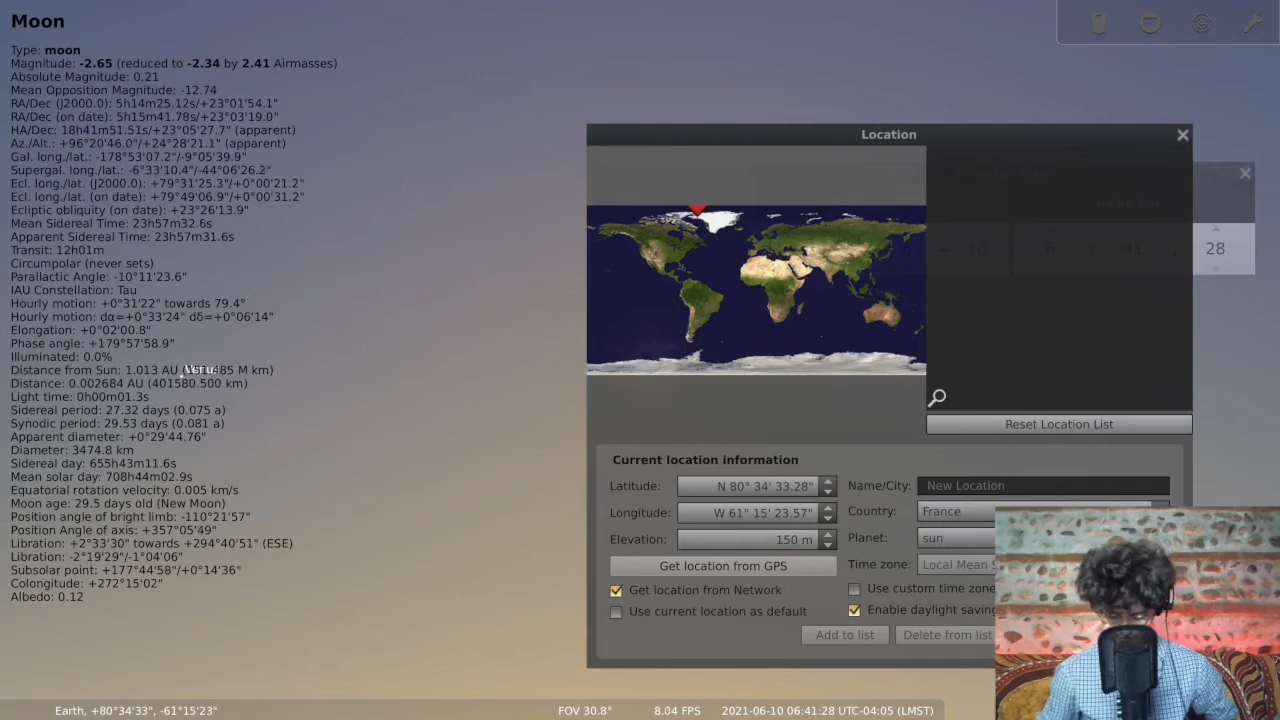 Moon
Type: moon
Magnitude: -2.65 (reduced to -2.34 by 2.41 Airmasses)
Absolute Magnitude: 0.21
Mean Opposition Magnitude: -12.74
RA/Dec (J2000.0): 5h14m25.12s/+23°01'54.1"
RA/Dec (on date): 5h15m41.78s/+23°03'19.0"
HA/Dec: 18h41m51.51s/+23°05'27.7" (apparent)
Az./Alt.: +96°20'46.0"/+24°28'21.1" (apparent)
Gal. long./lat.: -178°53'07.2"/-9°05'39.9"
Supergal. long./lat.: -6°33'10.4"/-44°06'26.2"
Ecl. long./lat. (J2000.0): +79°31'25.3"/+0°00'21.2"
Ecl. long./lat. (on date): +79°49'06.9"/+0°00'31.2"
Ecliptic obliquity (on date): +23°26'13.9"
Mean Sidereal Time: 23h57m32.6s
Apparent Sidereal Time: 23h57m31.6s
Transit: 12h01m
Circumpolar (never sets)
Parallactic Angle: -10°11'23.6"
IAU Constellation: Tau
Hourly motion: +0°31'22" towards 79.4°
Hourly motion: dα=+0°33'24" dδ=+0°06'14"
Elongation: +0°02'00.8"
Phase angle: +179°57'58.9"
Illuminated: 0.0%
Distance from Sun: 1.013 AU 485 M km)
Distance: 0.002684 AU (401580.500 km)
Light time: 0h00m01.3s
Sidereal period: 27.32 days (0.075 a)
Synodic period: 29.53 days (0.081 a)
Apparent diameter: +0°29'44.76"
Diameter: 3474.8 km
Sidereal day: 655h43m11.6s
Mean solar day: 708h44m02.9s
Equatorial rotation velocity: 0.005 km/s
Moon age: 29.5 days old (New Moon)
Position angle of bright limb: -110°21'57"
Position Angle of axis: +357°05'49"
Libration: +2°33'30" towards +294°40'51" (ESE)
Libration: -2°19'29"/-1°04'06"
Subsolar point: +177°44'58"/+0°14'36"
Colongitude: +272°15'02"
Albedo: 0.12
Location
10 6 : 41 : 28
Reset Location List
Current location information
Latitude: N 80° 34' 33.28"
Name/City: New Location
Longitude: W 61° 15' 23.57"
Country: France
Elevation: 150 m
Planet: sun
Get location from GPS
Time zone: Local Mean S
Get location from Network
Use custom time zone
Use current location as default
Enable daylight saving
Add to list
Delete from list
Earth, +80°34'33", -61°15'23"
FOV 30.8°
8.04 FPS
2021-06-10 06:41:28 UTC-04:05 (LMST)